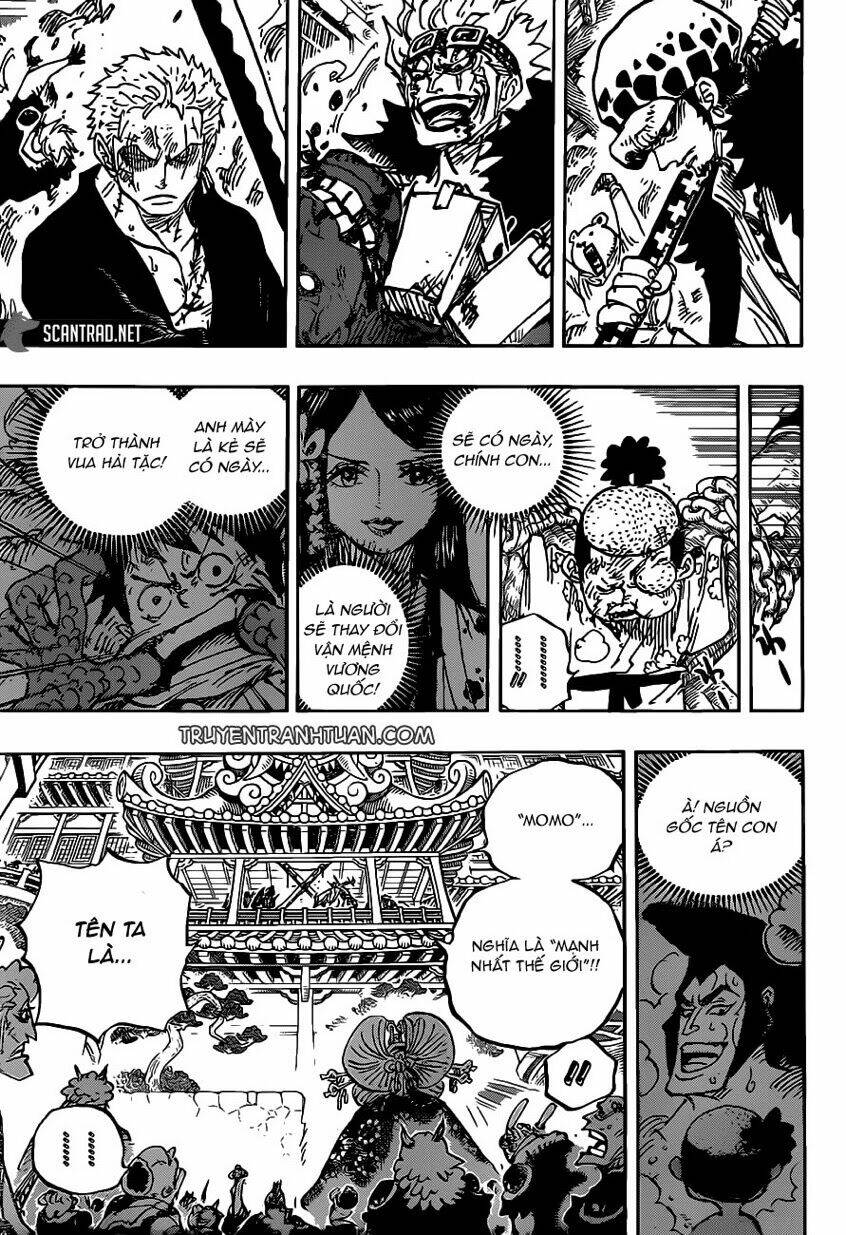 SCANTRAD.NET
SẼ CÓ NGÀY,
CHÍNH CON...
LÀ NGƯỜI
SẼ THAY ĐỔI
VẬN MỆNH
VƯƠNG
QUỐC!
ANH MÀY
LÀ KẺ SẼ
CÓ NGÀY...
TRỞ THÀNH
VUA HẢI TẶC!
TRUYENTRANHTUAN.COM
À! NGUỒN
GỐC TÊN CON
Á?
"MOMO"...
NGHĨA LÀ "MẠNH
NHẤT THẾ GIỚI"!!
!!
TÊN TA
LÀ...